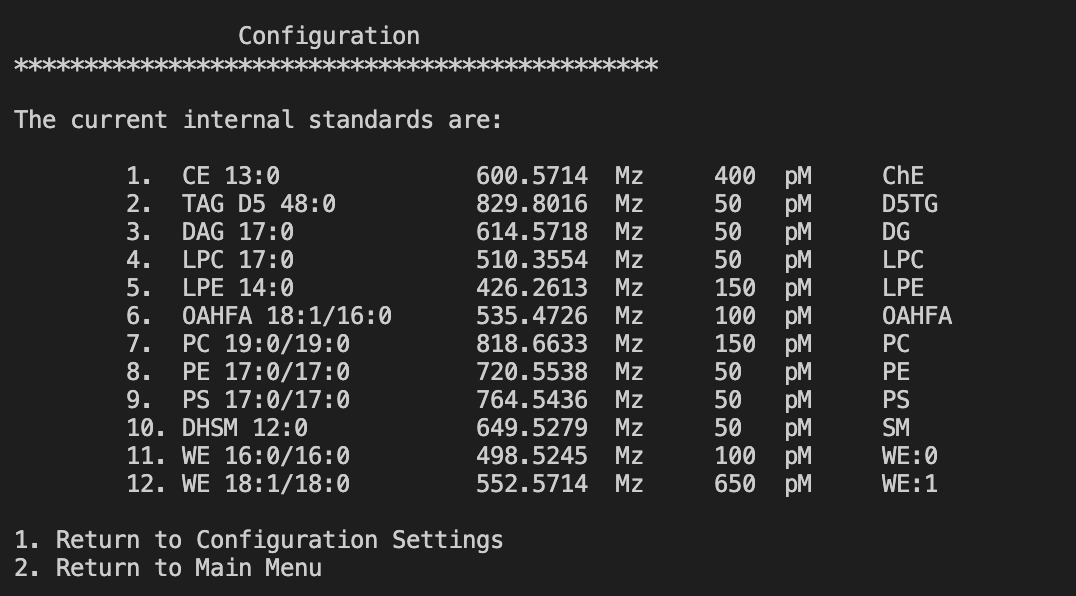 Configuration
**********************************************
The current internal standards are:
1. CE 13:0 600.5714 Mz 400 pM ChE
2. TAG D5 48:0 829.8016 Mz 50 pM D5TG
3. DAG 17:0 614.5718 Mz 50 pM DG
4. LPC 17:0 510.3554 Mz 50 pM LPC
5. LPE 14:0 426.2613 Mz 150 pM LPE
6. OAHFA 18:1/16:0 535.4726 Mz 100 pM OAHFA
7. PC 19:0/19:0 818.6633 Mz 150 pM PC
8. PE 17:0/17:0 720.5538 Mz 50 pM PE
9. PS 17:0/17:0 764.5436 Mz 50 pM PS
10. DHSM 12:0 649.5279 Mz 50 pM SM
11. WE 16:0/16:0 498.5245 Mz 100 pM WE:0
12. WE 18:1/18:0 552.5714 Mz 650 pM WE:1
1. Return to Configuration Settings
2. Return to Main Menu